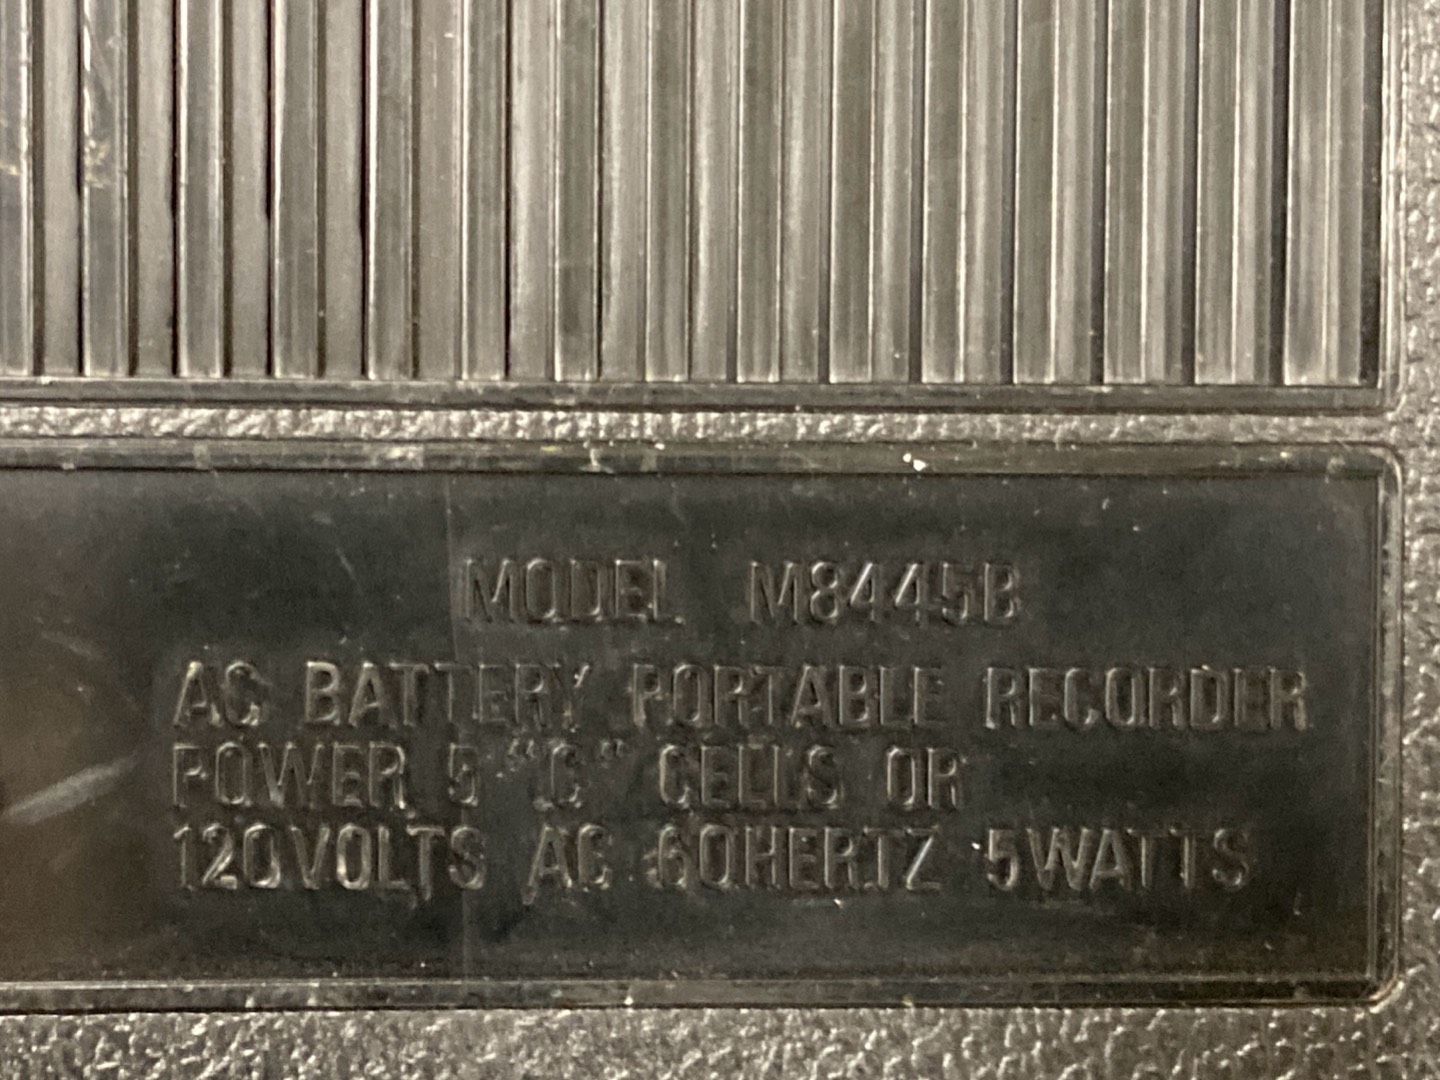 MODEL M8445B
AC BATTERY PORTABLE RECORDER
POWER 5 "C" CELLS OR
120VOLTS AC 60HERTZ 5WATTS